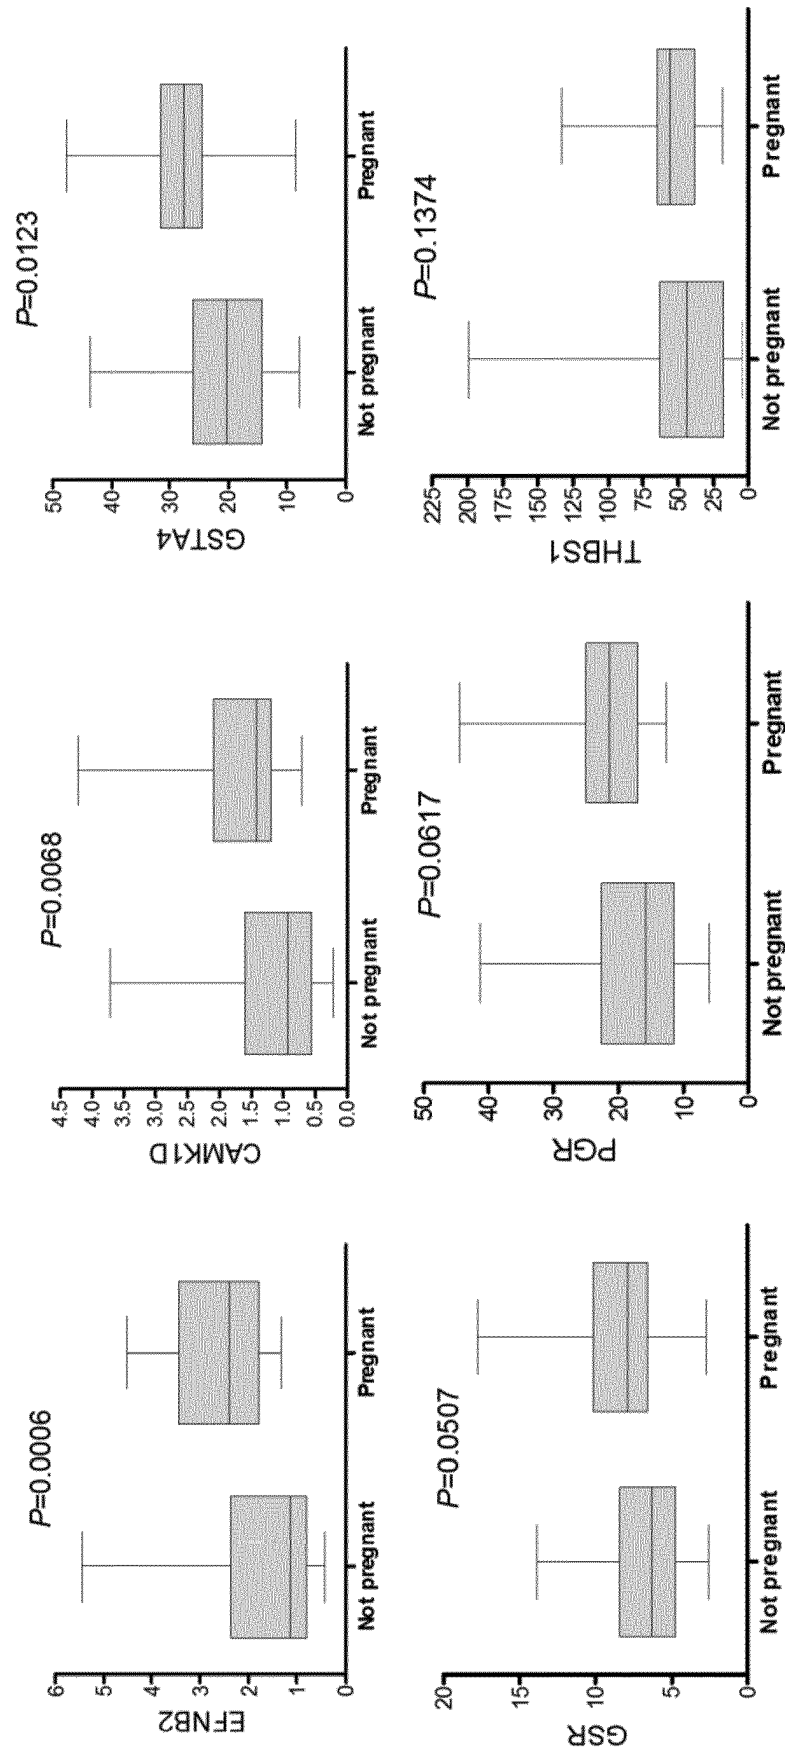 P=0.0006
EFNB2
6
5
4
3
2
1
0
Not pregnant
Pregnant
P=0.0068
CAMK1D
4.5
4.0
3.5
3.0
2.5
2.0
1.5
1.0
0.5
0.0
Not pregnant
Pregnant
P=0.0123
GSTA4
50
40
30
20
10
0
Not pregnant
Pregnant
P=0.0507
GSR
20
15
10
5
0
Not pregnant
Pregnant
P=0.0617
PGR
50
40
30
20
10
0
Not pregnant
Pregnant
P=0.1374
THBS1
225
200
175
150
125
100
75
50
25
0
Not pregnant
Pregnant